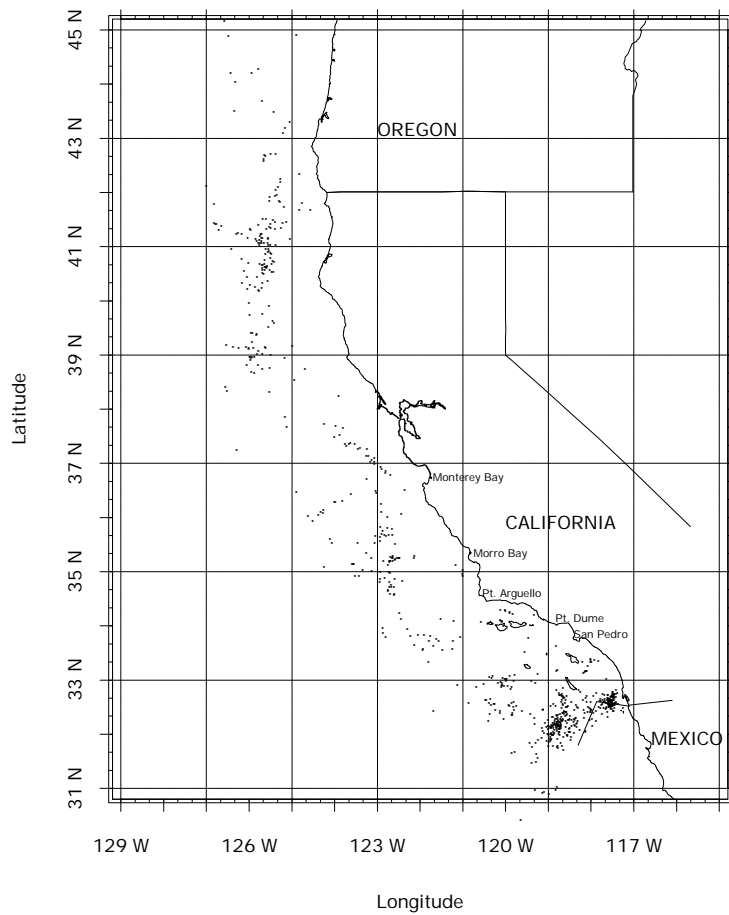 45 N
43 N
OREGON
41 N
39 N
Latitude
37 N
Monterey Bay
CALIFORNIA
Morro Bay
35 N
Pt. Arguello
Pt. Dume
San Pedro
33 N
MEXICO
31 N
129 W
126 W
123 W
120 W
117 W
Longitude